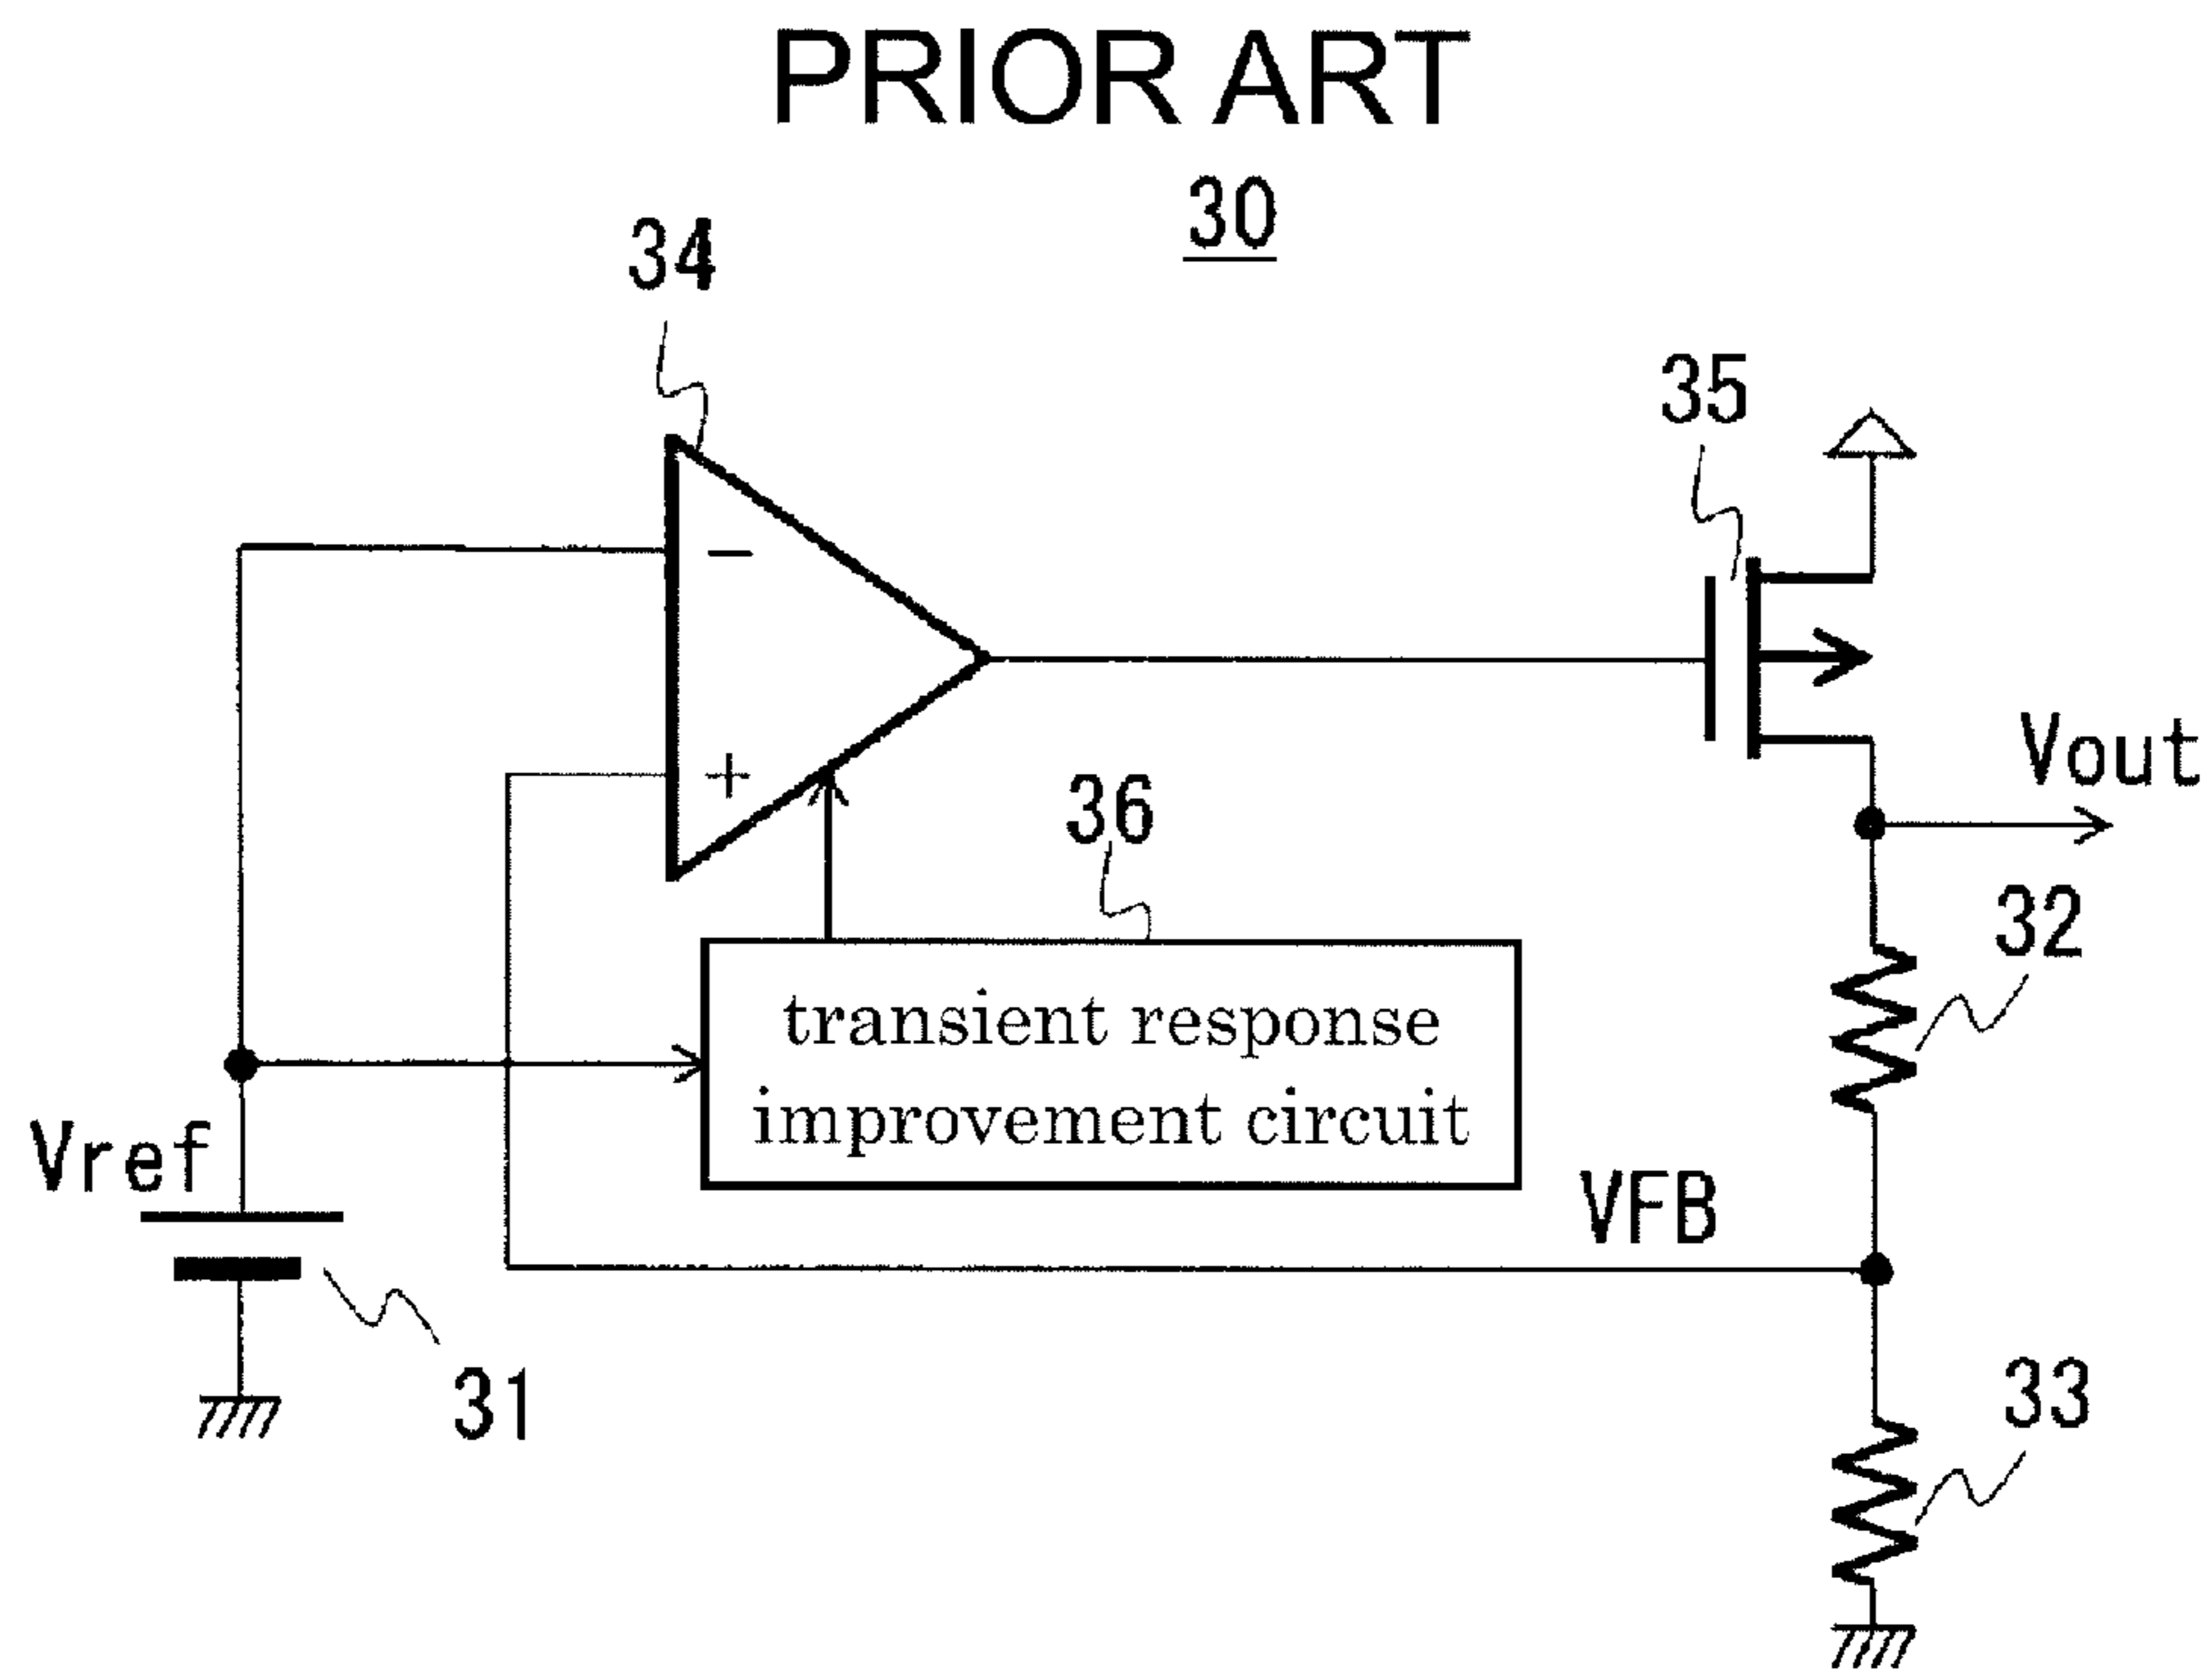 PRIOR ART
30
34
35
-
+
Vout
36
32
transient response
improvement circuit
Vref
VFB
31
33